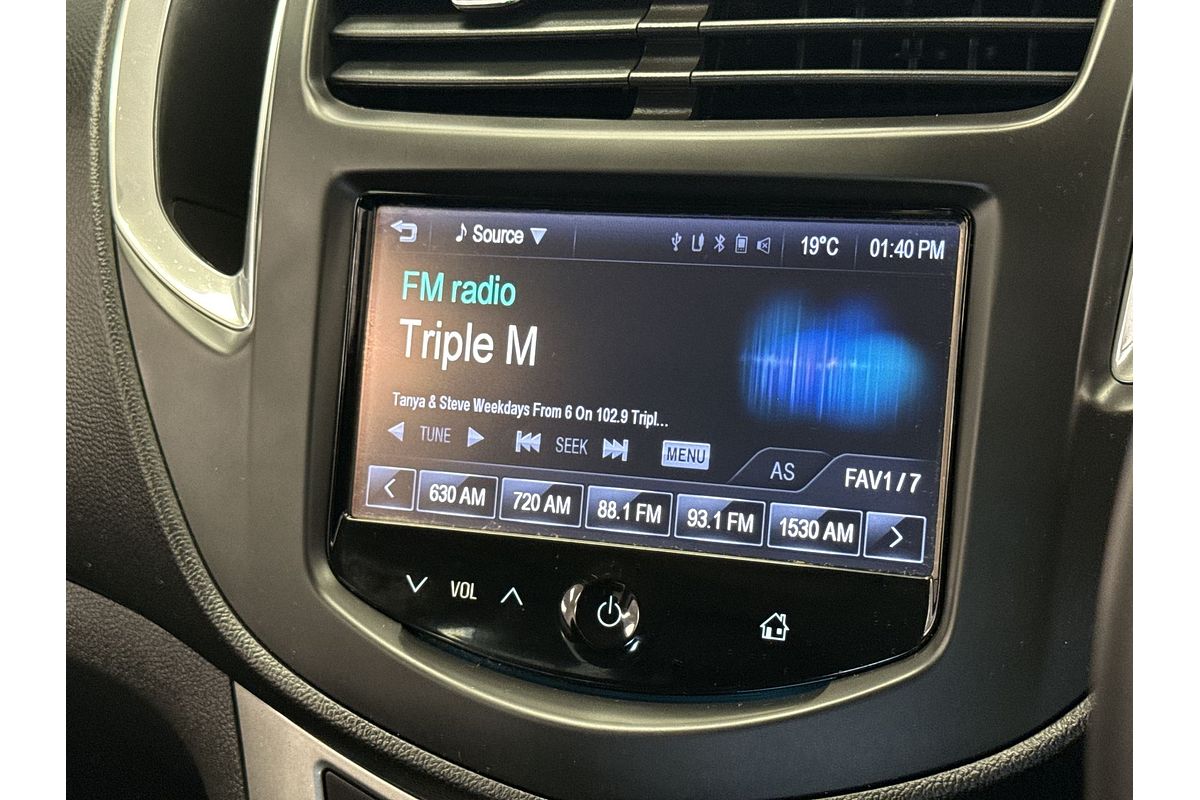 Source
19°C
01:40 PM
FM radio
Triple M
Tanya & Steve Weekdays From 6 On 102.9 Tripl...
TUNE
SEEK
MENU
AS
FAV1 / 7
630 AM
720 AM
88.1 FM
93.1 FM
1530 AM
VOL